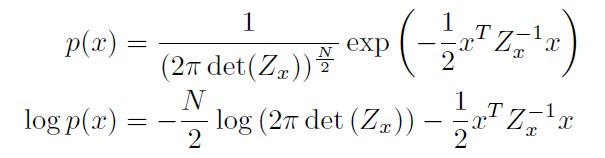 p(x) = \frac{1}{(2\pi \det(Z_x))^{\frac{N}{2}}} \exp\left(-\frac{1}{2}x^T Z_x^{-1} x\right)
\log p(x) = -\frac{N}{2} \log\left(2\pi \det\left(Z_x\right)\right) - \frac{1}{2}x^T Z_x^{-1} x